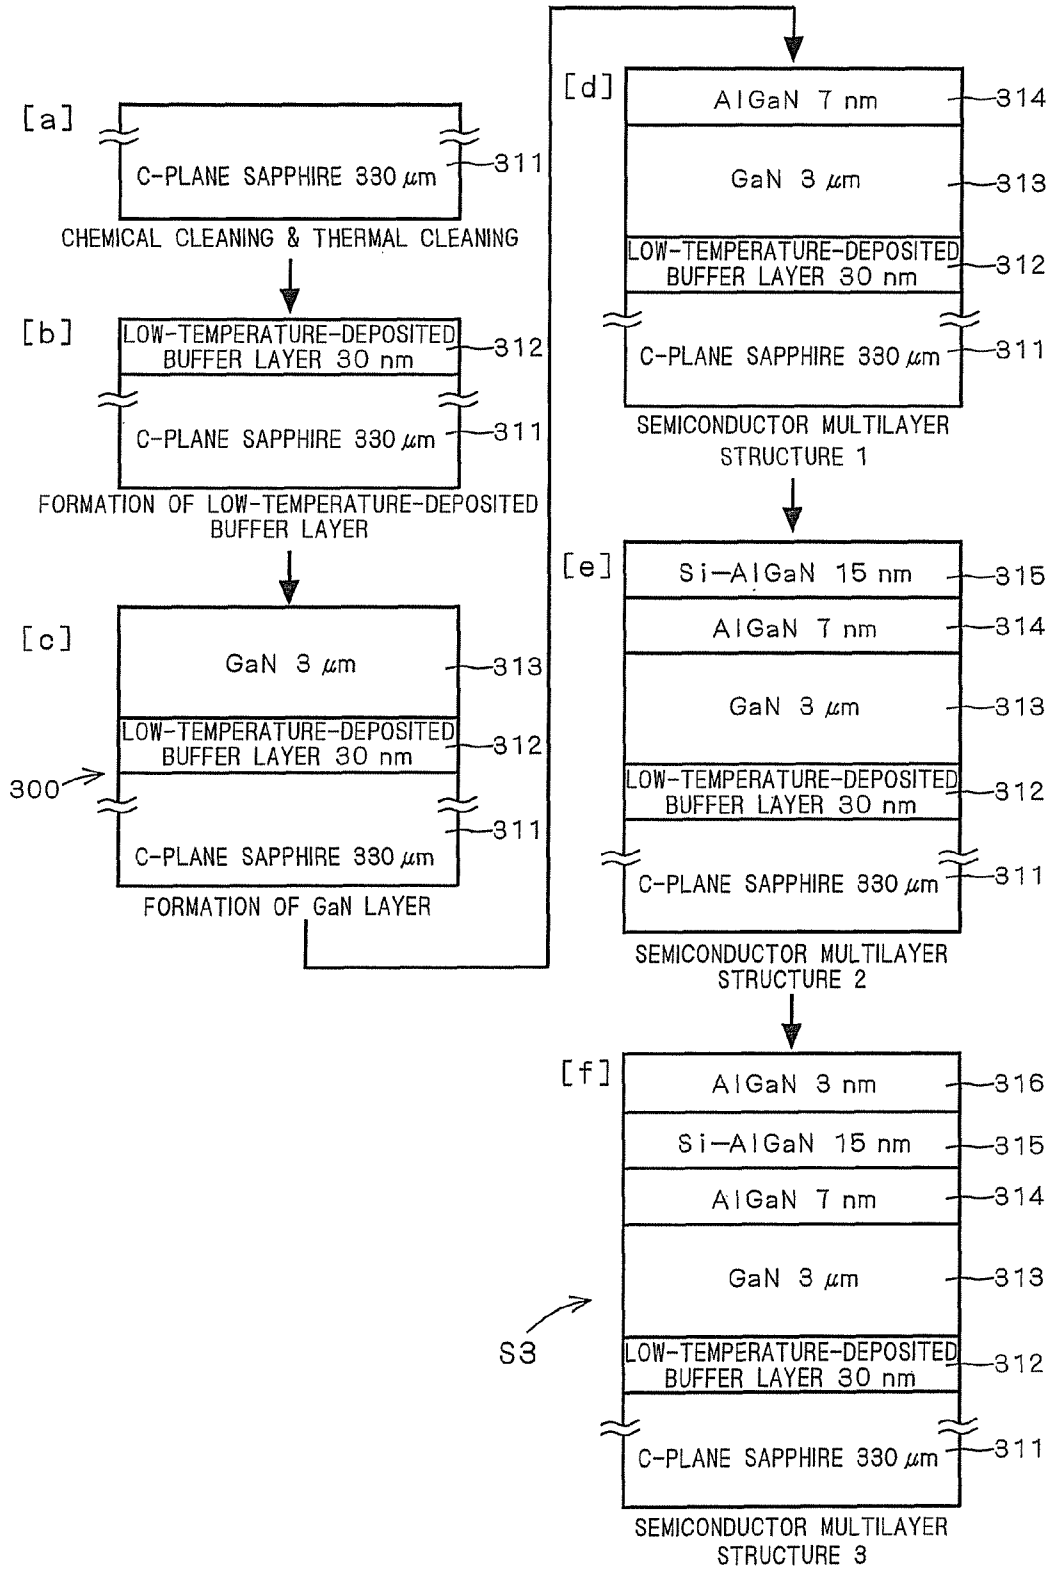 [a]
C-PLANE SAPPHIRE 330 μm
311
CHEMICAL CLEANING & THERMAL CLEANING
[b]
LOW-TEMPERATURE-DEPOSITED
BUFFER LAYER 30 nm
312
C-PLANE SAPPHIRE 330 μm
311
FORMATION OF LOW-TEMPERATURE-DEPOSITED
BUFFER LAYER
[c]
GaN 3 μm
313
LOW-TEMPERATURE-DEPOSITED
BUFFER LAYER 30 nm
312
300
311
C-PLANE SAPPHIRE 330 μm
FORMATION OF GaN LAYER
[d]
AlGaN 7 nm
314
GaN 3 μm
313
LOW-TEMPERATURE-DEPOSITED
BUFFER LAYER 30 nm
312
C-PLANE SAPPHIRE 330 μm
311
SEMICONDUCTOR MULTILAYER
STRUCTURE 1
[e]
Si-AlGaN 15 nm
315
AlGaN 7 nm
314
GaN 3 μm
313
LOW-TEMPERATURE-DEPOSITED
BUFFER LAYER 30 nm
312
C-PLANE SAPPHIRE 330 μm
311
SEMICONDUCTOR MULTILAYER
STRUCTURE 2
[f]
AlGaN 3 nm
316
Si-AlGaN 15 nm
315
AlGaN 7 nm
314
GaN 3 μm
313
S3
LOW-TEMPERATURE-DEPOSITED
BUFFER LAYER 30 nm
312
C-PLANE SAPPHIRE 330 μm
311
SEMICONDUCTOR MULTILAYER
STRUCTURE 3